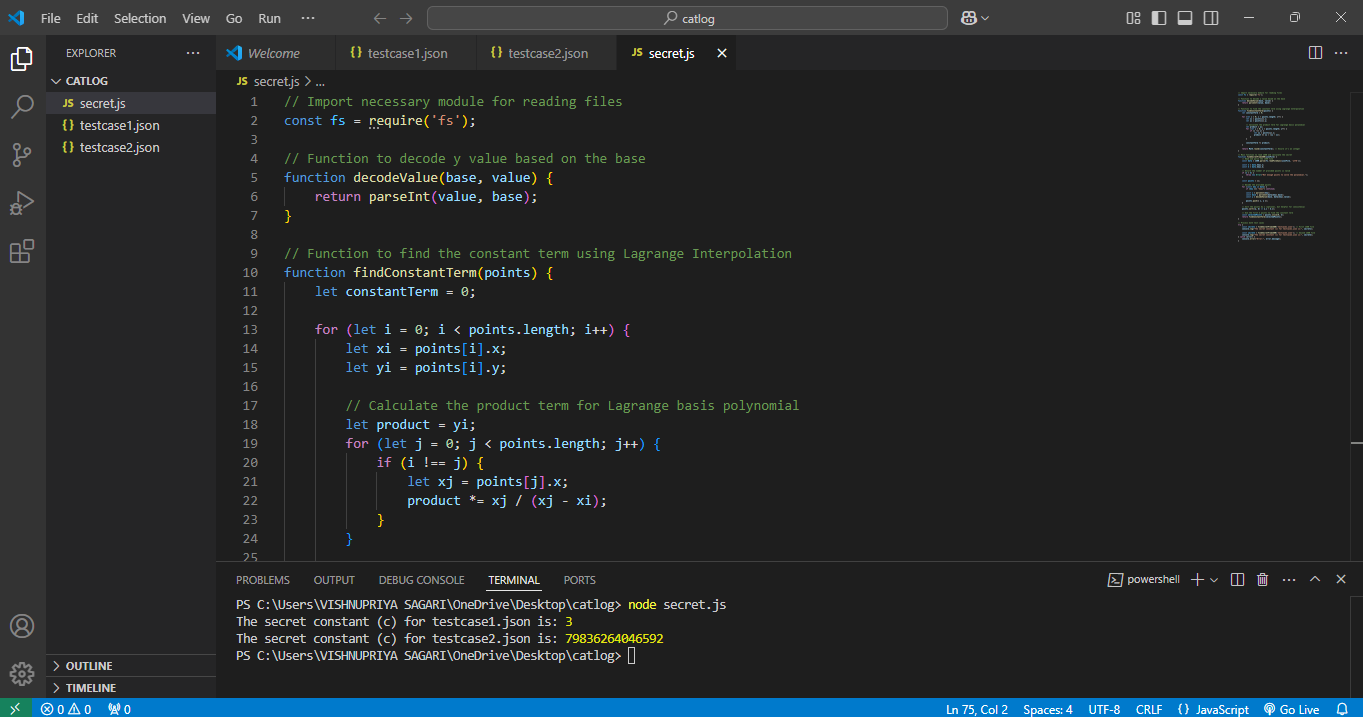 File Edit Selection View Go Run ··· catlog
EXPLORER ···
CATLOG
JS secret.js
{} testcase1.json
{} testcase2.json
OUTLINE
TIMELINE
Welcome {} testcase1.json {} testcase2.json JS secret.js
JS secret.js > ...
1 // Import necessary module for reading files
2 const fs = require('fs');
3
4 // Function to decode y value based on the base
5 function decodeValue(base, value) {
6 return parseInt(value, base);
7 }
8
9 // Function to find the constant term using Lagrange Interpolation
10 function findConstantTerm(points) {
11 let constantTerm = 0;
12
13 for (let i = 0; i < points.length; i++) {
14 let xi = points[i].x;
15 let yi = points[i].y;
16
17 // Calculate the product term for Lagrange basis polynomial
18 let product = yi;
19 for (let j = 0; j < points.length; j++) {
20 if (i !== j) {
21 let xj = points[j].x;
22 product *= xj / (xj - xi);
23 }
24 }
25
PROBLEMS OUTPUT DEBUG CONSOLE TERMINAL PORTS powershell
PS C:\Users\VISHNUPRIYA SAGARI\OneDrive\Desktop\catlog> node secret.js
The secret constant (c) for testcase1.json is: 3
The secret constant (c) for testcase2.json is: 79836264046592
PS C:\Users\VISHNUPRIYA SAGARI\OneDrive\Desktop\catlog>
0 0 0 Ln 75, Col 2 Spaces: 4 UTF-8 CRLF {} JavaScript Go Live